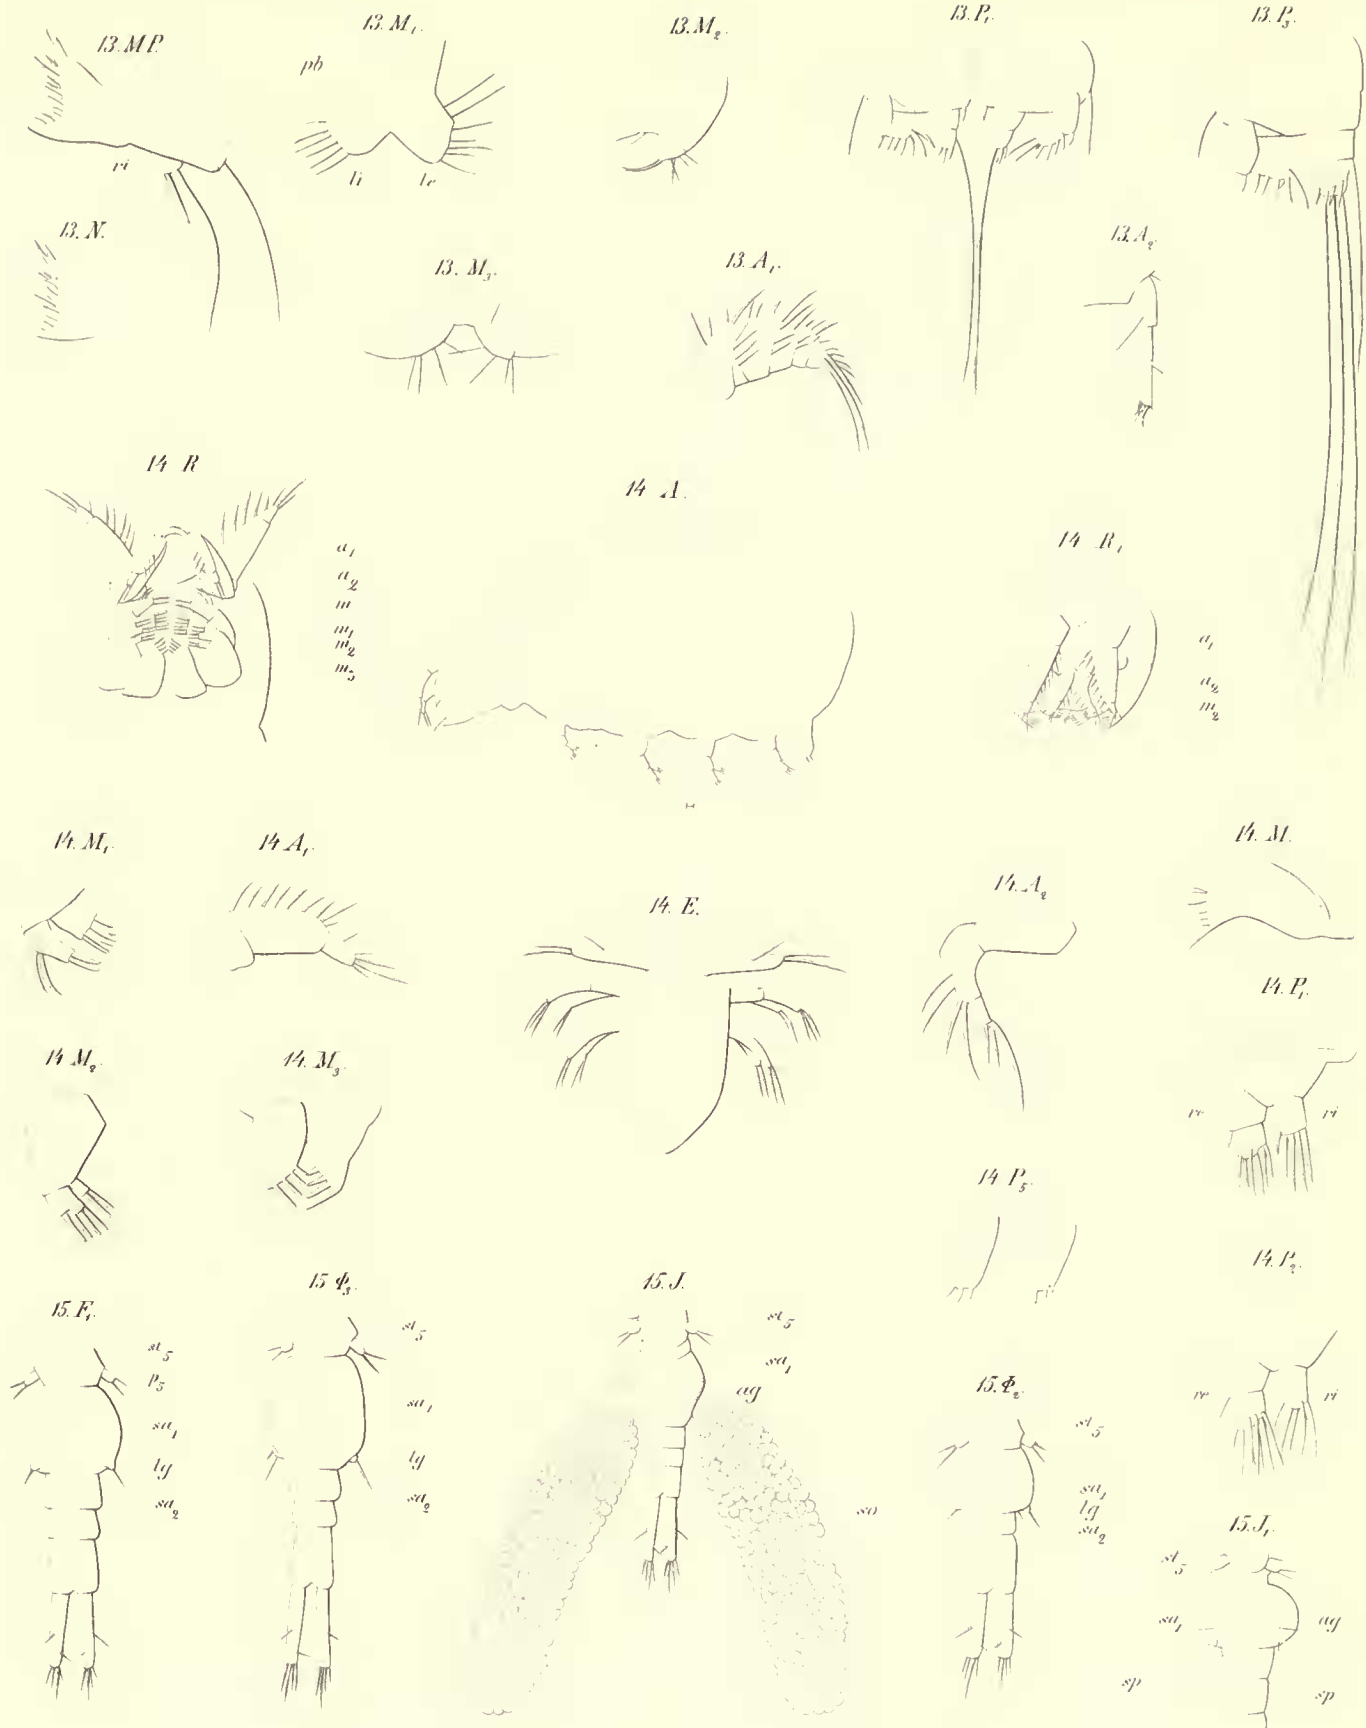 13. MP.
13. M₁.
13. M₂.
13. P₁.
13. P₃.
pb
ri
li
le
13. N.
13. M₃.
13. A₁.
13. A₂.
14 R
14 A.
14 R₁
a₁
a₂
m
m₁
m₂
m₃
a₁
a₂
m₂
14. M₁.
14 A₁.
14. E.
14. A₂
14. M.
14. P₁.
14 M₂.
14. M₃.
re
ri
14 P₅.
14. P₂.
15. F₁.
15 Φ₃.
15. J.
st₅
p₅
sa₁
lg
sa₂
st₅
sa₁
lg
sa₂
st₅
sa₁
ag
so
15. Φ₂.
st₅
sa₁
lg
sa₂
re
ri
15. J₁.
st₅
sa₁
ag
sp
sp